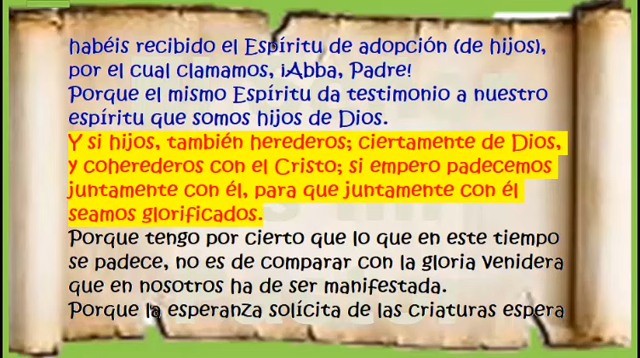 habéis recibido el Espíritu de adopción (de hijos),
por el cual clamamos, ¡Abba, Padre!
Porque el mismo Espíritu da testimonio a nuestro
espíritu que somos hijos de Dios.
Y si hijos, también herederos; ciertamente de Dios,
y coherederos con el Cristo; si empero padecemos
juntamente con él, para que juntamente con él
seamos glorificados.
Porque tengo por cierto que lo que en este tiempo
se padece, no es de comparar con la gloria venidera
que en nosotros ha de ser manifestada.
Porque la esperanza solícita de las criaturas espera